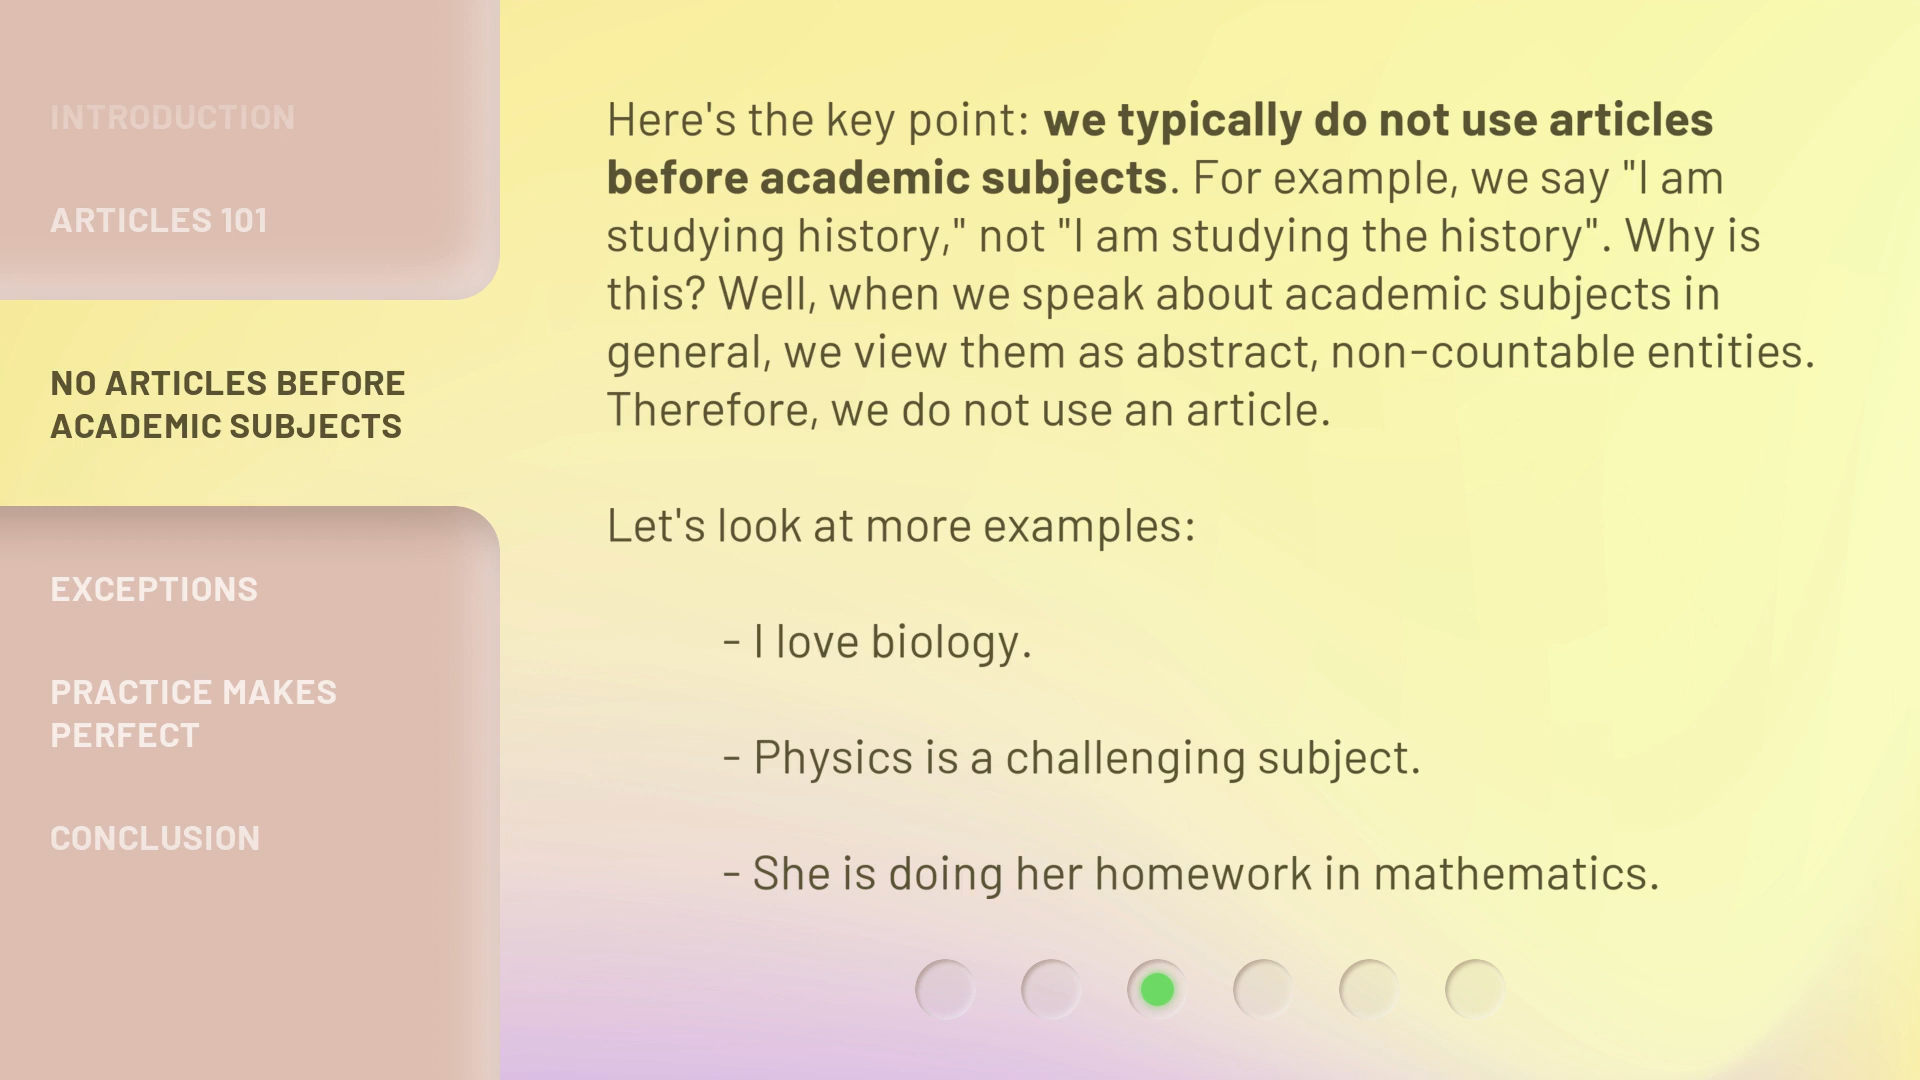 INTRODUCTION
ARTICLES 101
NO ARTICLES BEFORE
ACADEMIC SUBJECTS
EXCEPTIONS
PRACTICE MAKES
PERFECT
CONCLUSION
Here's the key point: we typically do not use articles
before academic subjects. For example, we say "I am
studying history," not "I am studying the history". Why is
this? Well, when we speak about academic subjects in
general, we view them as abstract, non-countable entities.
Therefore, we do not use an article.
Let's look at more examples:
- I love biology.
- Physics is a challenging subject.
- She is doing her homework in mathematics.